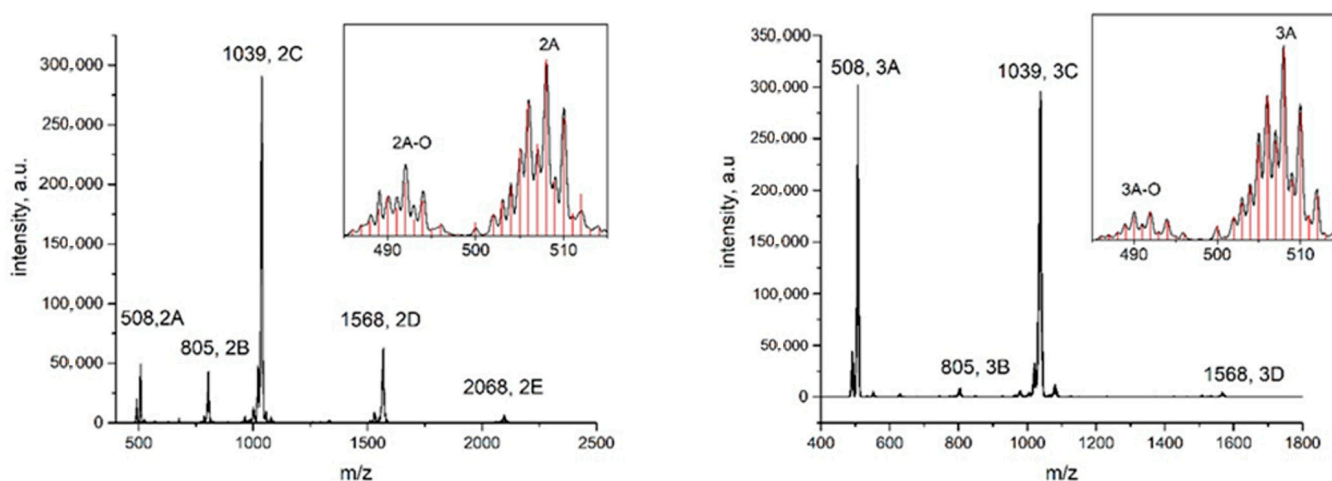 300,000
250,000
200,000
150,000
100,000
50,000
0
intensity, a.u.
500
1000
1500
2000
2500
m/z
508,2A
805, 2B
1039, 2C
1568, 2D
2068, 2E
2A-O
2A
490
500
510
350,000
300,000
250,000
200,000
150,000
100,000
50,000
0
intensity, a.u
400
600
800
1000
1200
1400
1600
1800
m/z
508, 3A
805, 3B
1039, 3C
1568, 3D
3A-O
3A
490
500
510